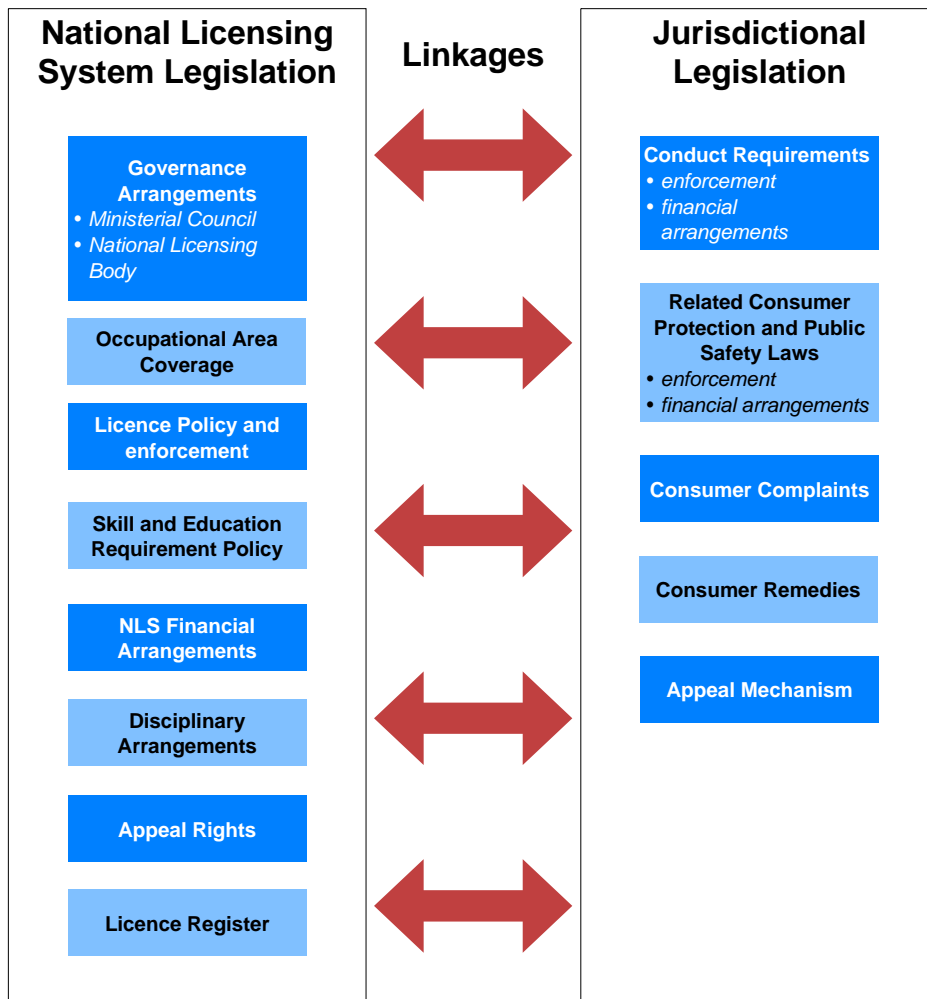 National Licensing
System Legislation
Governance
Arrangements
• Ministerial Council
• National Licensing
Body
Occupational Area
Coverage
Licence Policy and
enforcement
Skill and Education
Requirement Policy
NLS Financial
Arrangements
Disciplinary
Arrangements
Appeal Rights
Licence Register
Linkages
Jurisdictional
Legislation
Conduct Requirements
• enforcement
• financial
arrangements
Related Consumer
Protection and Public
Safety Laws
• enforcement
• financial arrangements
Consumer Complaints
Consumer Remedies
Appeal Mechanism